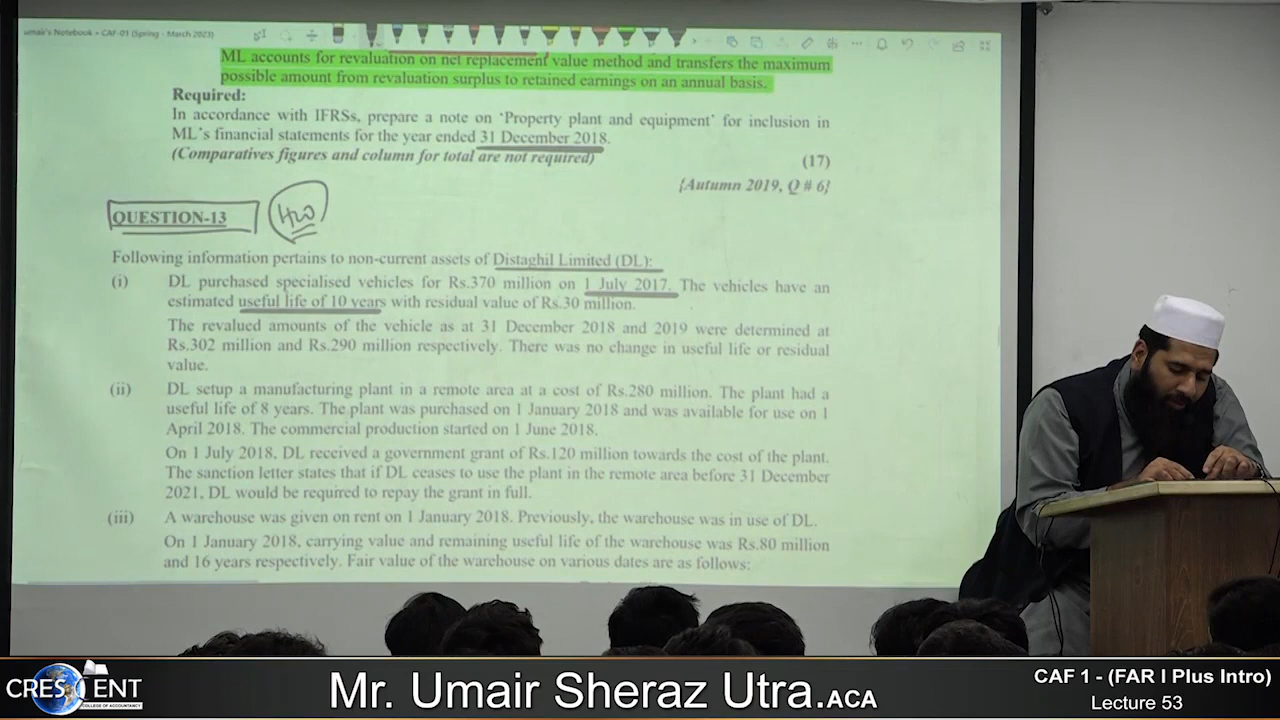 umair's Notebook > CAF-01 (Spring - March 2023)
ML accounts for revaluation on net replacement value method and transfers the maximum
possible amount from revaluation surplus to retained earnings on an annual basis.
Required:
In accordance with IFRSs, prepare a note on ‘Property plant and equipment’ for inclusion in
ML’s financial statements for the year ended 31 December 2018.
(Comparatives figures and column for total are not required)
(17)
{Autumn 2019, Q # 6}
QUESTION-13
Following information pertains to non-current assets of Distaghil Limited (DL):
(i) DL purchased specialised vehicles for Rs.370 million on 1 July 2017. The vehicles have an
estimated useful life of 10 years with residual value of Rs.30 million.
The revalued amounts of the vehicle as at 31 December 2018 and 2019 were determined at
Rs.302 million and Rs.290 million respectively. There was no change in useful life or residual
value.
(ii) DL setup a manufacturing plant in a remote area at a cost of Rs.280 million. The plant had a
useful life of 8 years. The plant was purchased on 1 January 2018 and was available for use on 1
April 2018. The commercial production started on 1 June 2018.
On 1 July 2018, DL received a government grant of Rs.120 million towards the cost of the plant.
The sanction letter states that if DL ceases to use the plant in the remote area before 31 December
2021, DL would be required to repay the grant in full.
(iii) A warehouse was given on rent on 1 January 2018. Previously, the warehouse was in use of DL.
On 1 January 2018, carrying value and remaining useful life of the warehouse was Rs.80 million
and 16 years respectively. Fair value of the warehouse on various dates are as follows:
CRESCENT
COLLEGE OF ACCOUNTANCY
Mr. Umair Sheraz Utra.ACA
CAF 1 - (FAR I Plus Intro)
Lecture 53